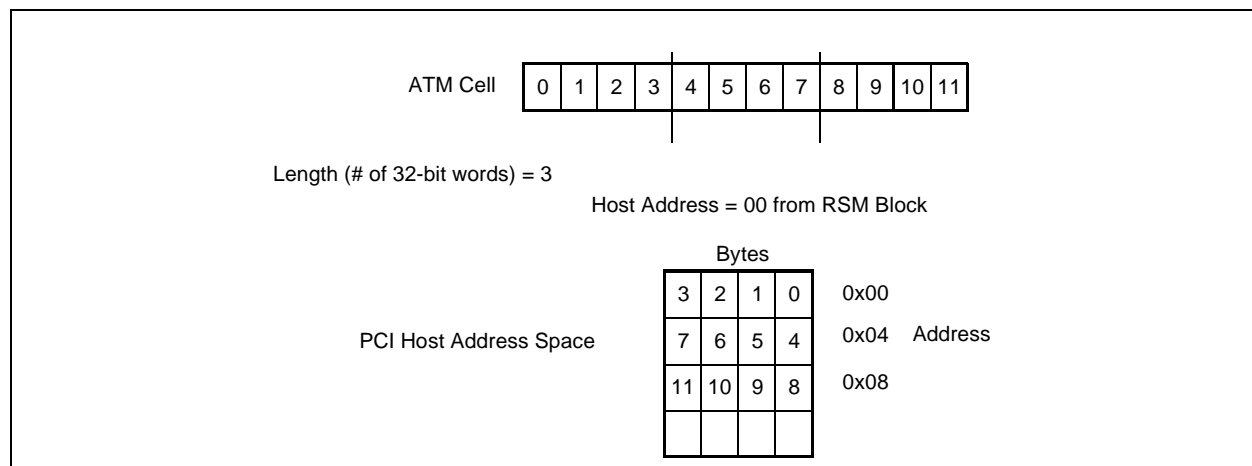 ATM Cell 0 1 2 3 4 5 6 7 8 9 10 11
Length (# of 32-bit words) = 3
Host Address = 00 from RSM Block
Bytes
3 2 1 0 0x00
PCI Host Address Space 7 6 5 4 0x04 Address
11 10 9 8 0x08